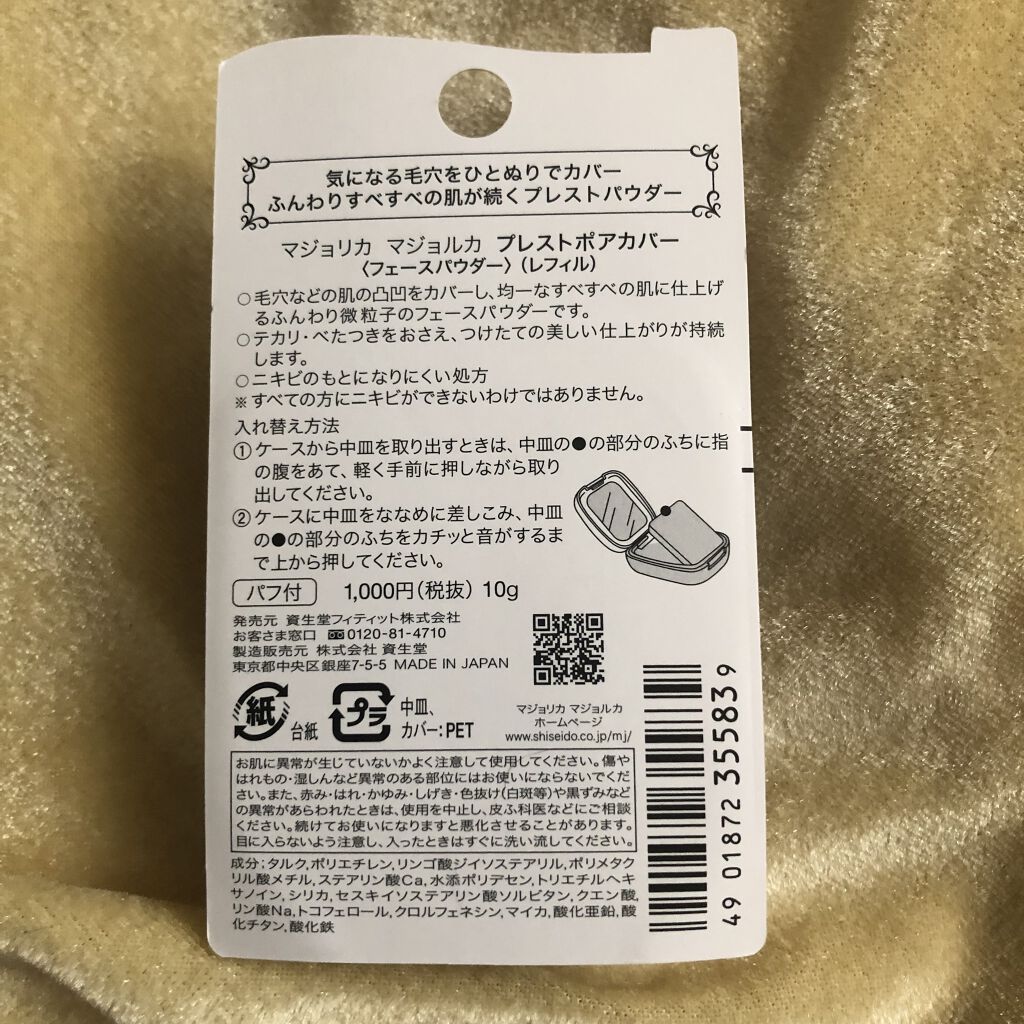 気になる毛穴をひとぬりでカバー
ふんわりすべすべの肌が続くプレストパウダー
マジョリカ マジョルカ プレストポアカバー
〈フェースパウダー〉(レフィル)
○毛穴などの肌の凸凹をカバーし、均一なすべすべの肌に仕上げ
るふんわり微粒子のフェースパウダーです。
○テカリ・べたつきをおさえ、つけたての美しい仕上がりが持続
します。
○ニキビのもとになりにくい処方
※すべての方にニキビができないわけではありません。
入れ替え方法
①ケースから中皿を取り出すときは、中皿の●の部分のふちに指
の腹をあて、軽く手前に押しながら取り
出してください。
②ケースに中皿をななめに差しこみ、中皿
の●の部分のふちをカチッと音がするま
で上から押してください。
パフ付 1,000円(税抜) 10g
発売元 資生堂フィティット株式会社
お客さま窓口 0120-81-4710
製造販売元 株式会社 資生堂
東京都中央区銀座7-5-5 MADE IN JAPAN
紙 台紙
プラ 中皿、
カバー:PET
マジョリカ マジョルカ
ホームページ
www.shiseido.co.jp/mj/
お肌に異常が生じていないかよく注意して使用してください。傷や
はれもの・湿しんなど異常のある部位にはお使いにならないでくだ
さい。また、赤み・はれ・かゆみ・しげき・色抜け(白斑等)や黒ずみなど
の異常があらわれたときは、使用を中止し、皮ふ科医などにご相談
ください。続けてお使いになりますと悪化させることがあります。
目に入らないよう注意し、入ったときはすぐに洗い流してください。
成分:タルク,ポリエチレン,リンゴ酸ジイソステアリル,ポリメタク
リル酸メチル,ステアリン酸Ca,水添ポリデセン,トリエチルヘキ
サノイン,シリカ,セスキイソステアリン酸ソルビタン,クエン酸,
リン酸Na,トコフェロール,クロルフェネシン,マイカ,酸化亜鉛,酸
化チタン,酸化鉄
49 01872 355839